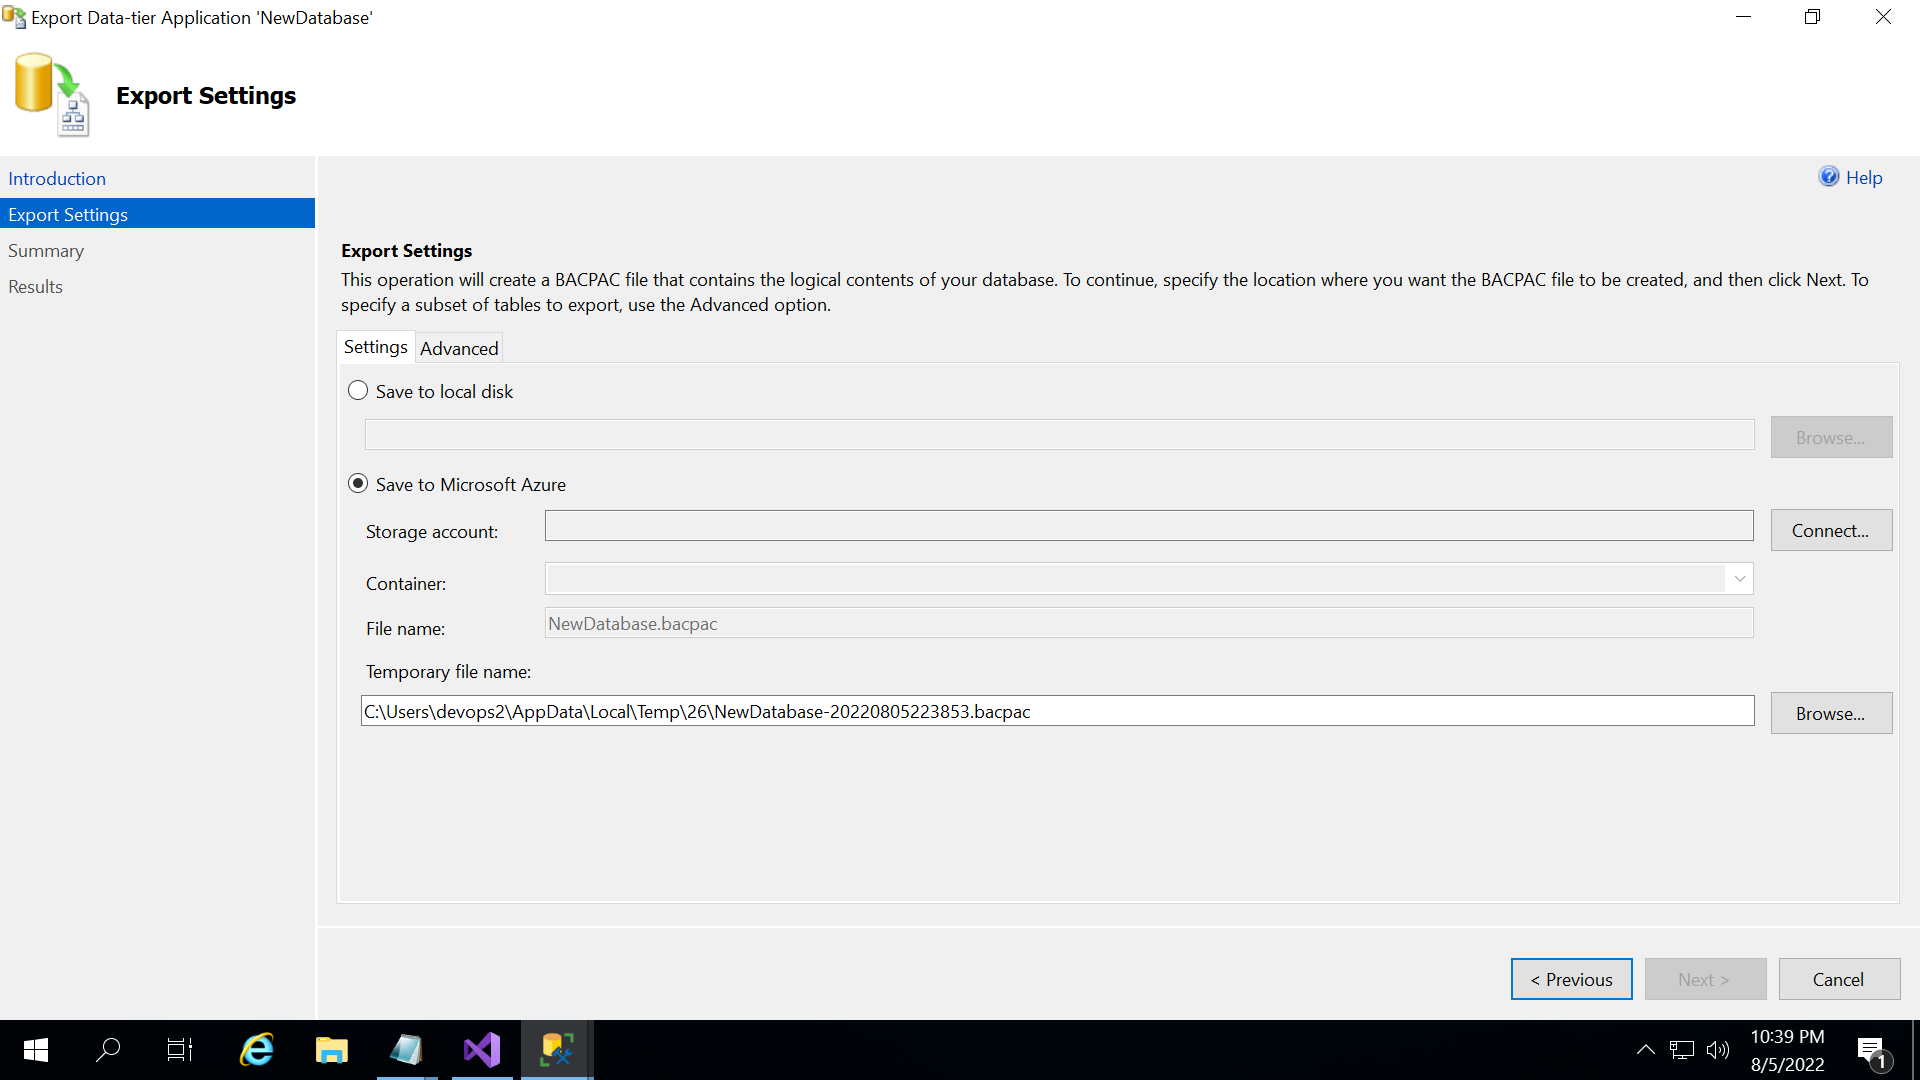 Export Data-tier Application 'NewDatabase'
Export Settings
Introduction
Export Settings
Summary
Results
Help
Export Settings
This operation will create a BACPAC file that contains the logical contents of your database. To continue, specify the location where you want the BACPAC file to be created, and then click Next. To
specify a subset of tables to export, use the Advanced option.
Settings
Advanced
Save to local disk
Browse...
Save to Microsoft Azure
Storage account:
Connect...
Container:
File name:
NewDatabase.bacpac
Temporary file name:
C:\Users\devops2\AppData\Local\Temp\26\NewDatabase-20220805223853.bacpac
Browse...
< Previous
Next >
Cancel
10:39 PM
8/5/2022
1